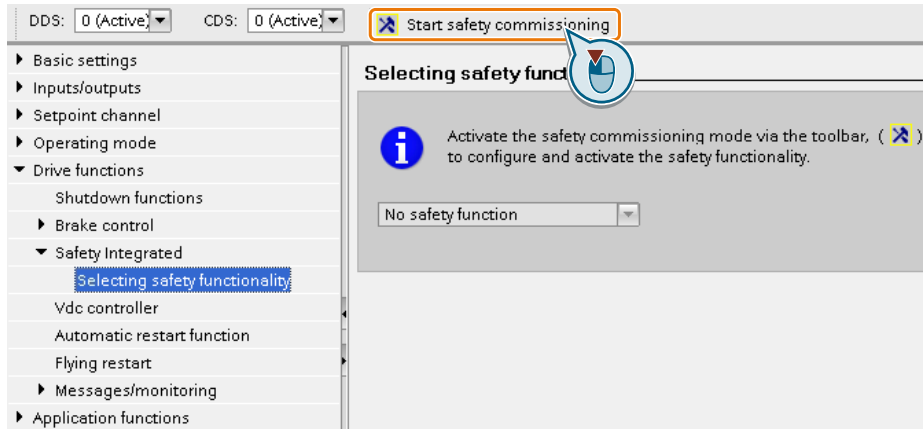 DDS: 0 (Active) CDS: 0 (Active) Start safety commissioning
Basic settings
Inputs/outputs
Setpoint channel
Operating mode
Drive functions
Shutdown functions
Brake control
Safety Integrated
Selecting safety functionality
Vdc controller
Automatic restart function
Flying restart
Messages/monitoring
Application functions
Selecting safety funct
Activate the safety commissioning mode via the toolbar, ( )
to configure and activate the safety functionality.
No safety function